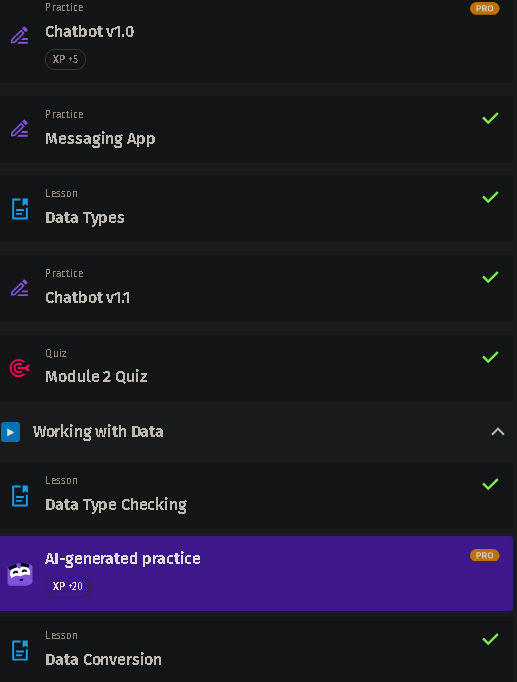 Practice
PRO
Chatbot v1.0
XP +5
Practice
Messaging App
Lesson
Data Types
Practice
Chatbot v1.1
Quiz
Module 2 Quiz
Working with Data
Lesson
Data Type Checking
AI-generated practice
PRO
XP +20
Lesson
Data Conversion